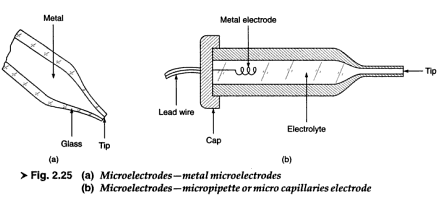 Metal
Metal electrode
Tip
Lead wire
Glass
Tip
Cap
Electrolyte
(a)
(b)
➤ Fig. 2.25 (a) Microelectrodes—metal microelectrodes
(b) Microelectrodes—micropipette or micro capillaries electrode